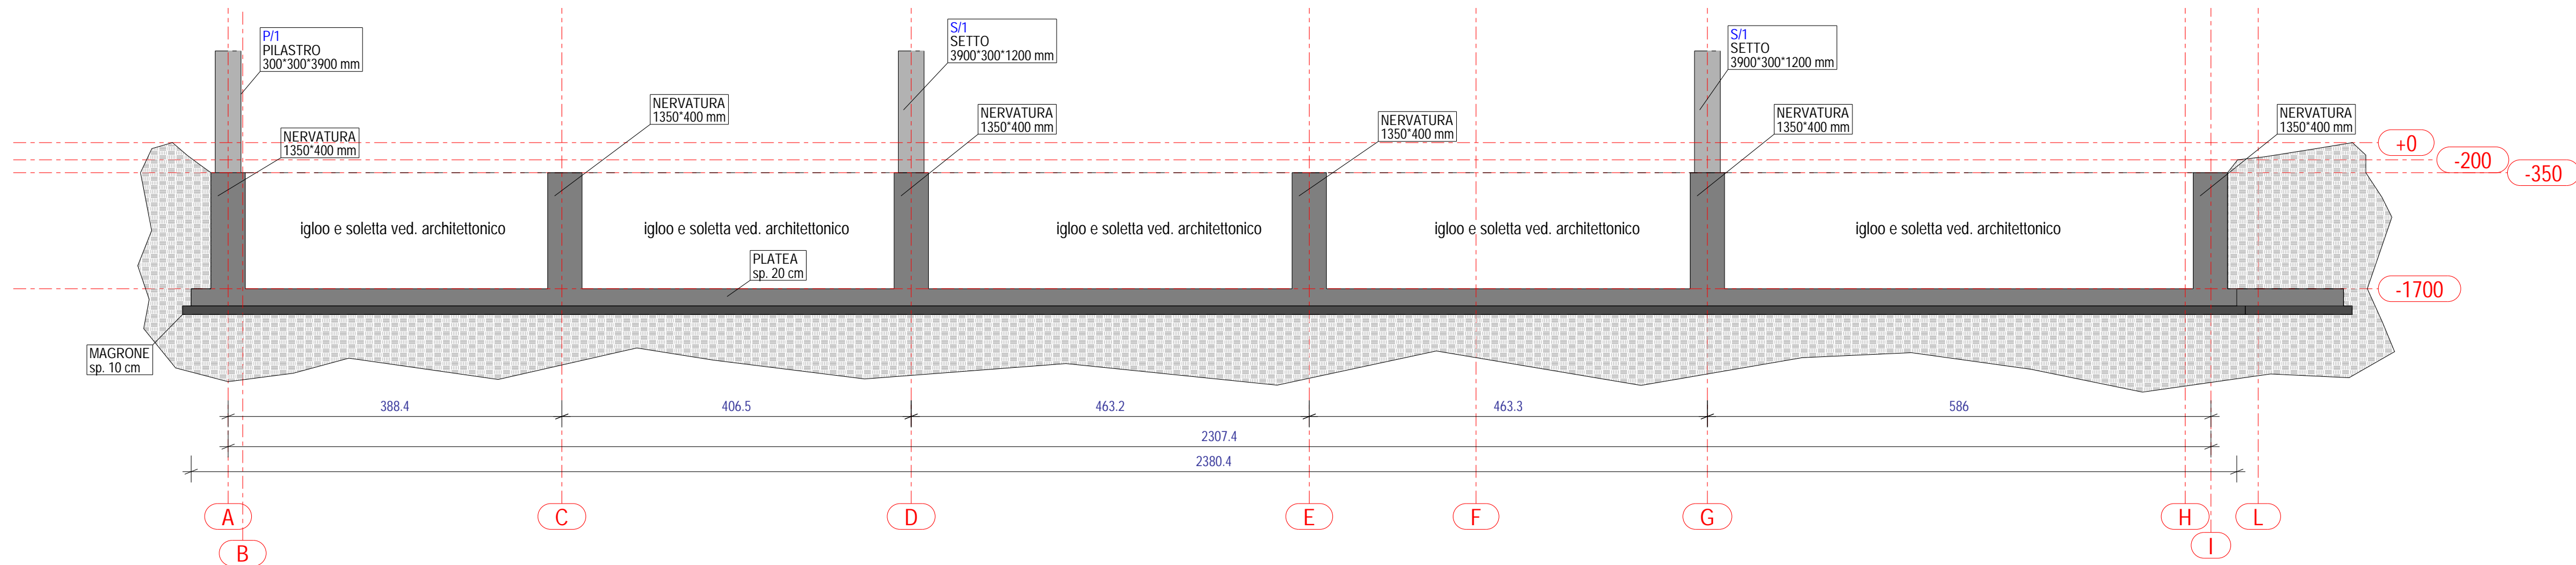 P/1
PILASTRO
300*300*3900 mm
S/1
SETTO
3900*300*1200 mm
S/1
SETTO
3900*300*1200 mm
NERVATURA
1350*400 mm
NERVATURA
1350*400 mm
NERVATURA
1350*400 mm
NERVATURA
1350*400 mm
NERVATURA
1350*400 mm
NERVATURA
1350*400 mm
+0
-200
-350
igloo e soletta ved. architettonico
igloo e soletta ved. architettonico
igloo e soletta ved. architettonico
igloo e soletta ved. architettonico
igloo e soletta ved. architettonico
PLATEA
sp. 20 cm
-1700
MAGRONE
sp. 10 cm
388.4
406.5
463.2
463.3
586
2307.4
2380.4
A
C
D
E
F
G
H
L
B
I